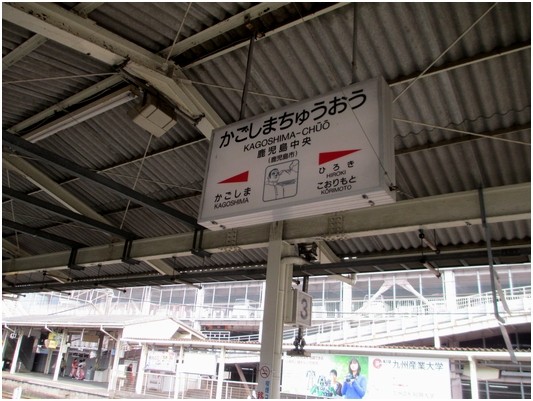 かごしまちゅうおう
KAGOSHIMA-CHŪŌ
鹿児島中央
(鹿児島市)
かごしま
KAGOSHIMA
ひろき
HIROKI
こおりもと
KŌRIMOTO
3
九州産業大学